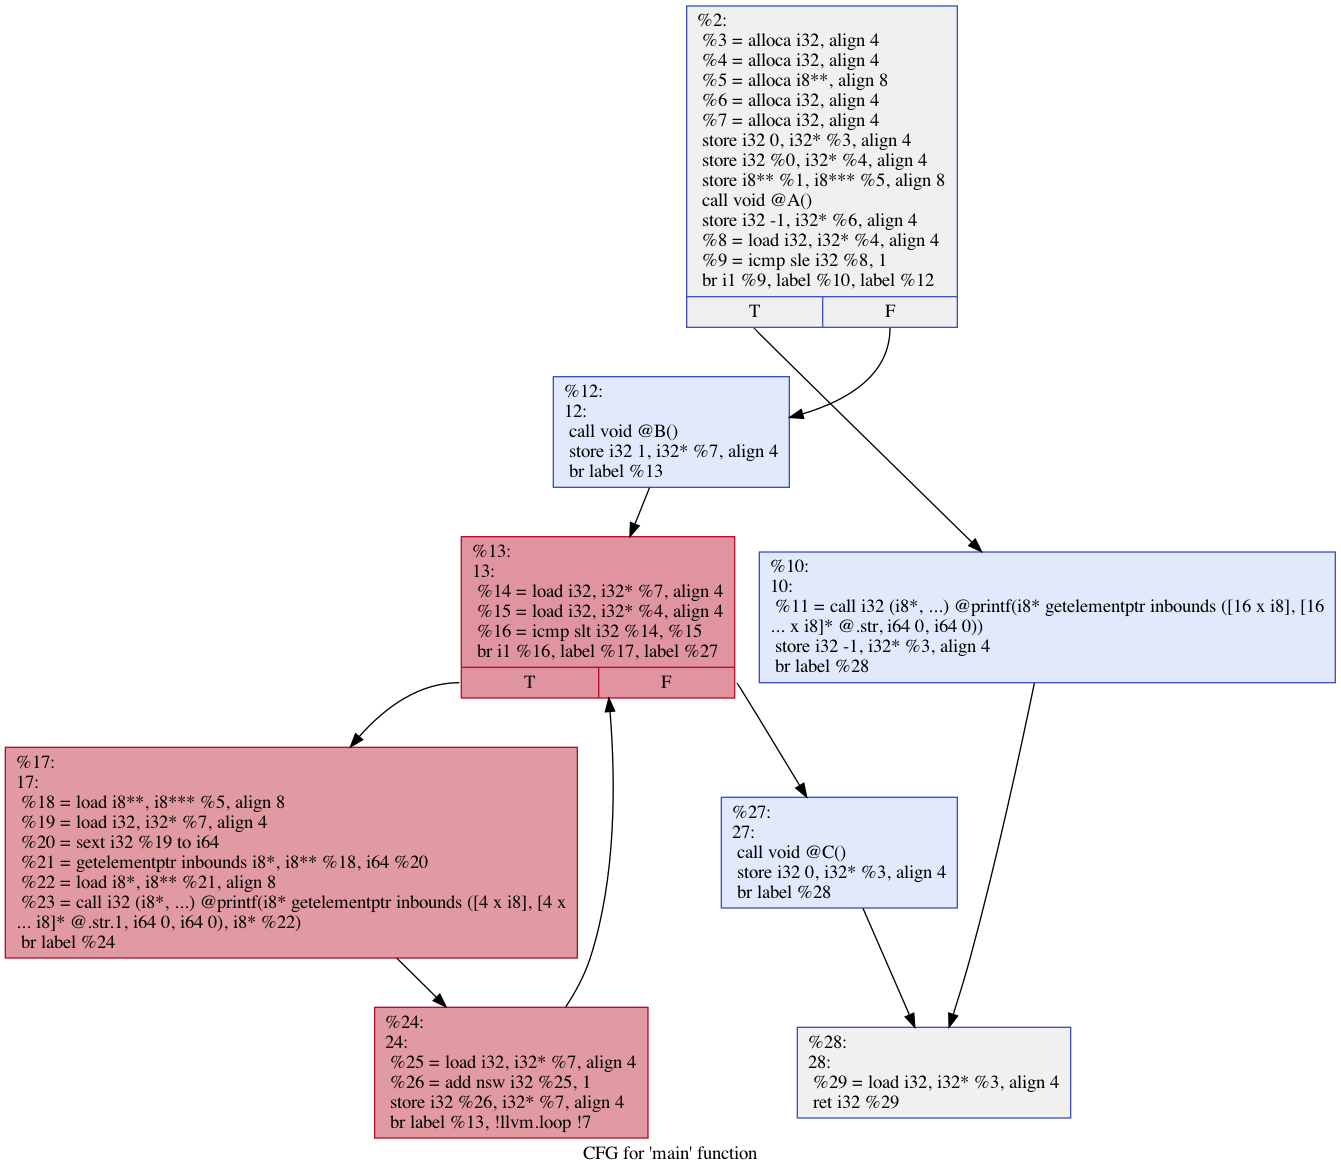 %2:
%3 = alloca i32, align 4
%4 = alloca i32, align 4
%5 = alloca i8**, align 8
%6 = alloca i32, align 4
%7 = alloca i32, align 4
store i32 0, i32* %3, align 4
store i32 %0, i32* %4, align 4
store i8** %1, i8*** %5, align 8
call void @A()
store i32 -1, i32* %6, align 4
%8 = load i32, i32* %4, align 4
%9 = icmp sle i32 %8, 1
br i1 %9, label %10, label %12
T
F
%12:
12:
call void @B()
store i32 1, i32* %7, align 4
br label %13
%13:
13:
%14 = load i32, i32* %7, align 4
%15 = load i32, i32* %4, align 4
%16 = icmp slt i32 %14, %15
br i1 %16, label %17, label %27
T
F
%10:
10:
%11 = call i32 (i8*, ...) @printf(i8* getelementptr inbounds ([16 x i8], [16
... x i8]* @.str, i64 0, i64 0))
store i32 -1, i32* %3, align 4
br label %28
%17:
17:
%18 = load i8**, i8*** %5, align 8
%19 = load i32, i32* %7, align 4
%20 = sext i32 %19 to i64
%21 = getelementptr inbounds i8*, i8** %18, i64 %20
%22 = load i8*, i8** %21, align 8
%23 = call i32 (i8*, ...) @printf(i8* getelementptr inbounds ([4 x i8], [4 x
... i8]* @.str.1, i64 0, i64 0), i8* %22)
br label %24
%27:
27:
call void @C()
store i32 0, i32* %3, align 4
br label %28
%24:
24:
%25 = load i32, i32* %7, align 4
%26 = add nsw i32 %25, 1
store i32 %26, i32* %7, align 4
br label %13, !llvm.loop !7
%28:
28:
%29 = load i32, i32* %3, align 4
ret i32 %29
CFG for 'main' function